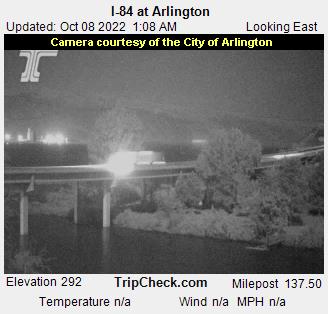 I-84 at Arlington
Updated: Oct 08 2022 1:08 AM Looking East
Camera courtesy of the City of Arlington
Elevation 292 TripCheck.com Milepost 137.50
Temperature n/a Wind n/a MPH n/a